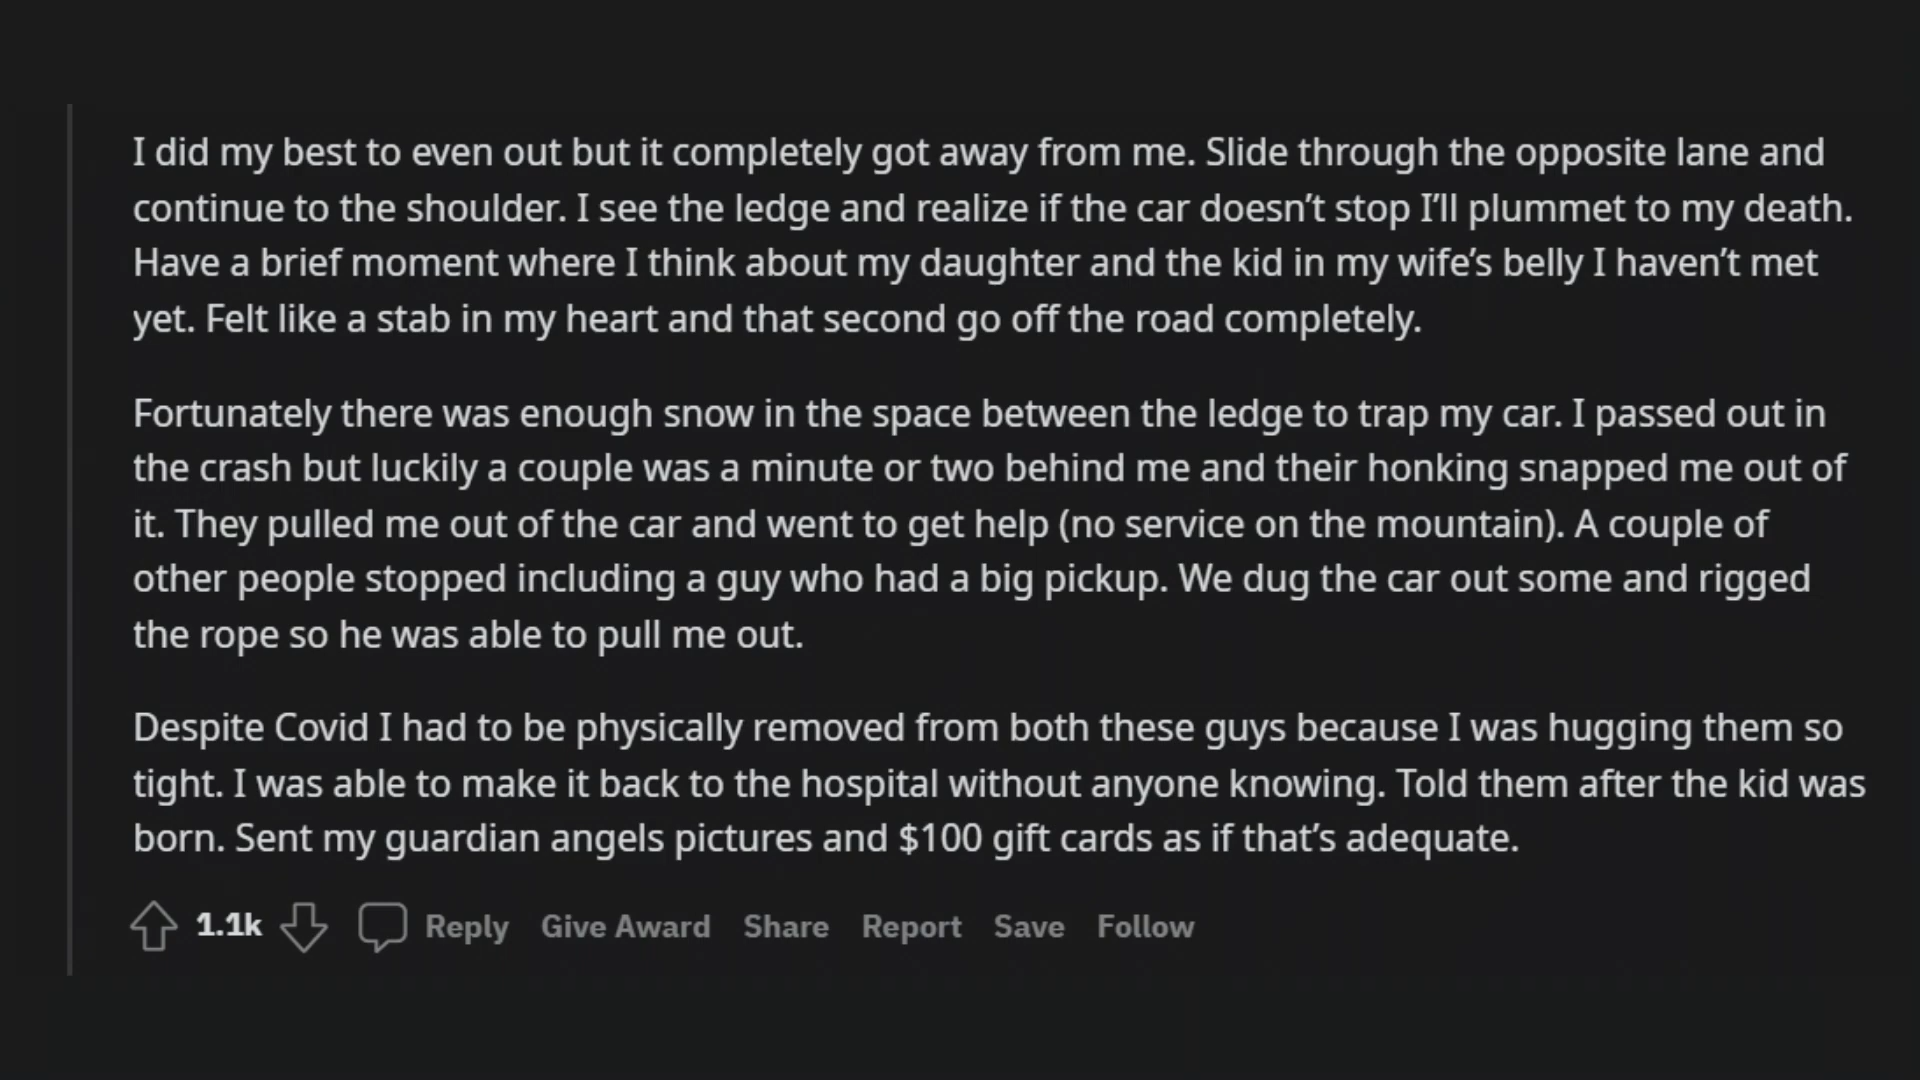 I did my best to even out but it completely got away from me. Slide through the opposite lane and
continue to the shoulder. I see the ledge and realize if the car doesn’t stop I’ll plummet to my death.
Have a brief moment where I think about my daughter and the kid in my wife’s belly I haven’t met
yet. Felt like a stab in my heart and that second go off the road completely.
Fortunately there was enough snow in the space between the ledge to trap my car. I passed out in
the crash but luckily a couple was a minute or two behind me and their honking snapped me out of
it. They pulled me out of the car and went to get help (no service on the mountain). A couple of
other people stopped including a guy who had a big pickup. We dug the car out some and rigged
the rope so he was able to pull me out.
Despite Covid I had to be physically removed from both these guys because I was hugging them so
tight. I was able to make it back to the hospital without anyone knowing. Told them after the kid was
born. Sent my guardian angels pictures and $100 gift cards as if that’s adequate.
1.1k Reply Give Award Share Report Save Follow